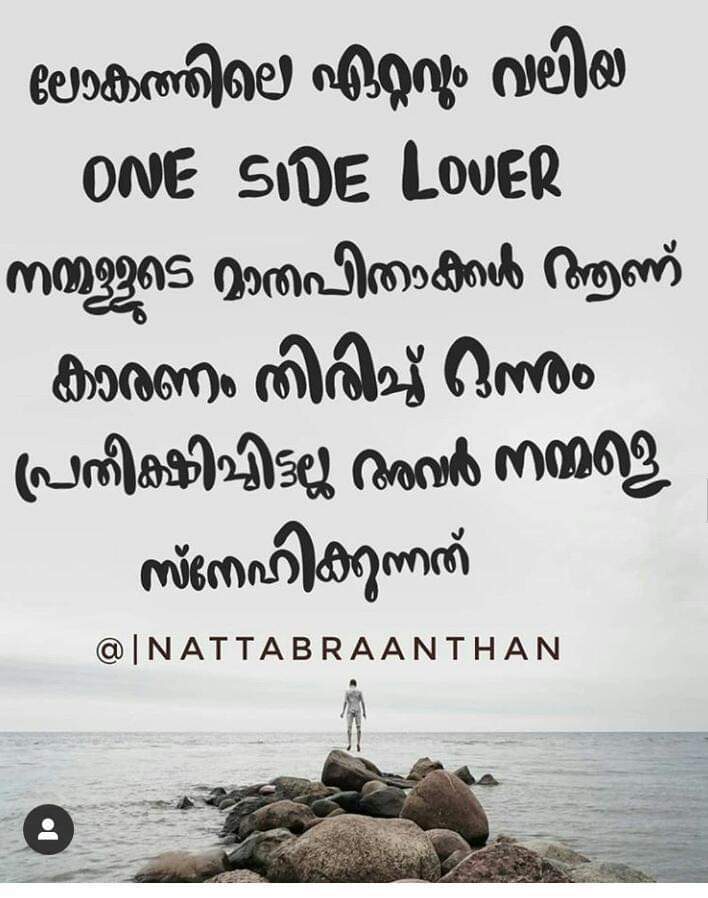 ലോകത്തിലെ ഏറ്റവും വലിയ
ONE SIDE LOVER
നമ്മളുടെ മാതപിതാക്കൾ ആണ്
കാരണം തിരിച്ച് ഒന്നും
പ്രതീക്ഷിച്ചിട്ടല്ല അവർ നമ്മളെ
സ്നേഹിക്കുന്നത്
@|NATTABRAANTHAN